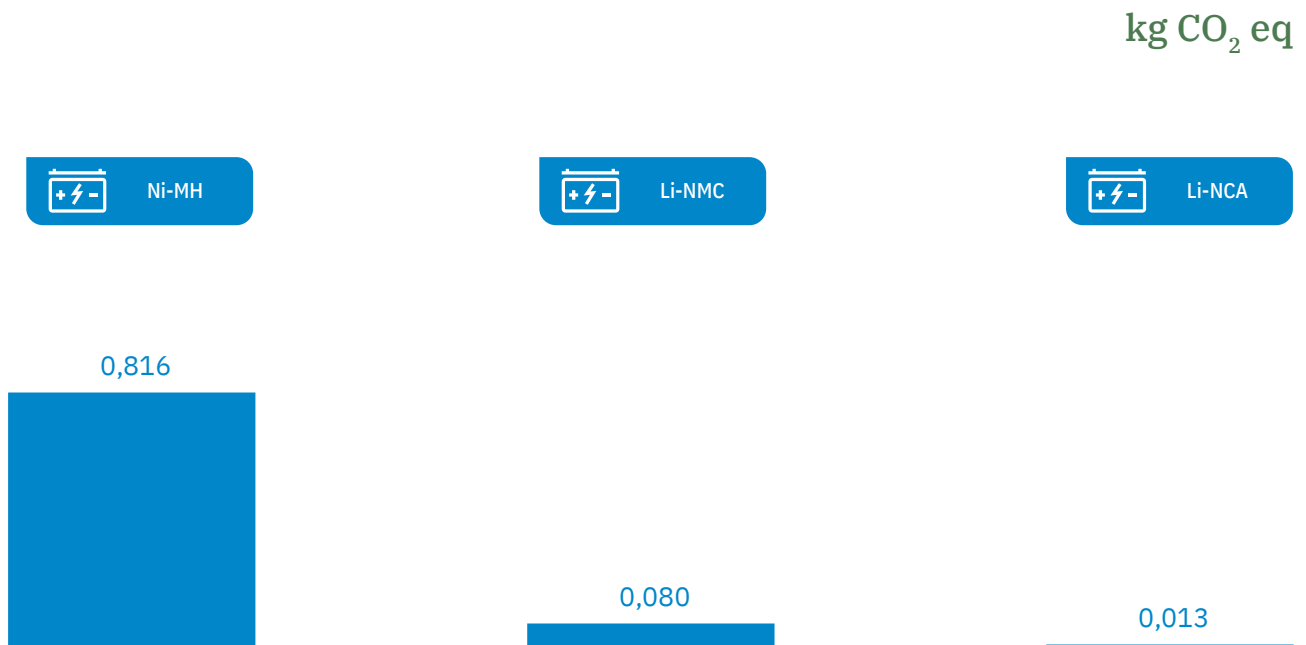 kg CO₂ eq
Ni-MH
Li-NMC
Li-NCA
0,816
0,080
0,013